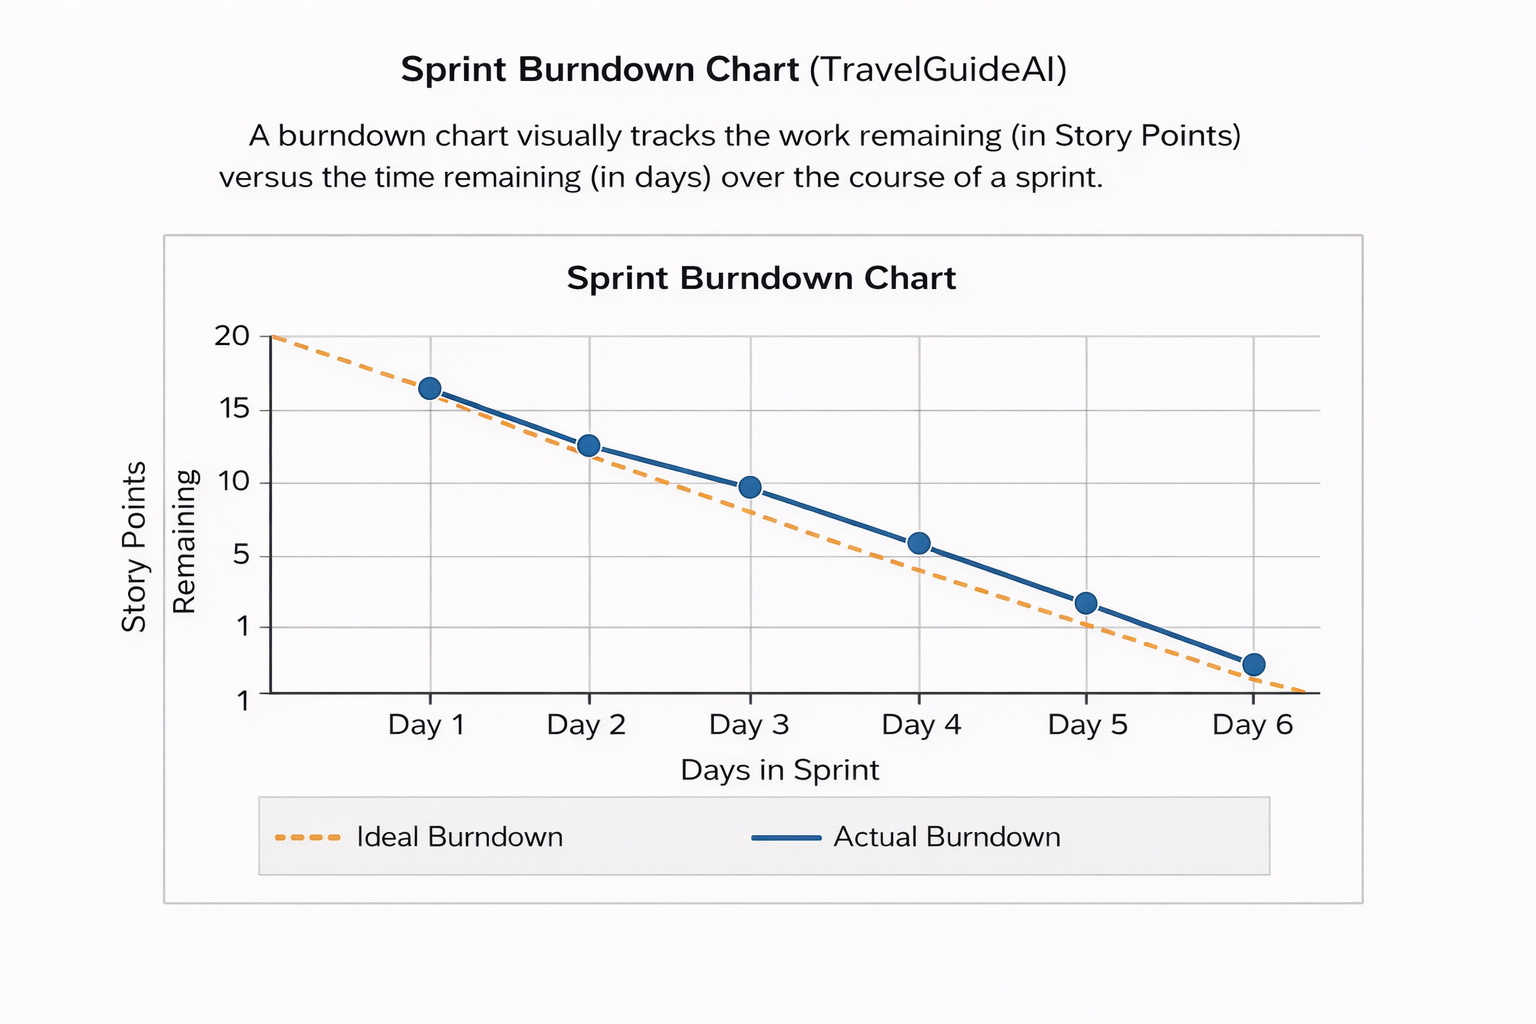 Sprint Burndown Chart (TravelGuideAI)
A burndown chart visually tracks the work remaining (in Story Points)
versus the time remaining (in days) over the course of a sprint.
Sprint Burndown Chart
20
15
10
5
1
1
Story Points
Remaining
Day 1 Day 2 Day 3 Day 4 Day 5 Day 6
Days in Sprint
Ideal Burndown Actual Burndown